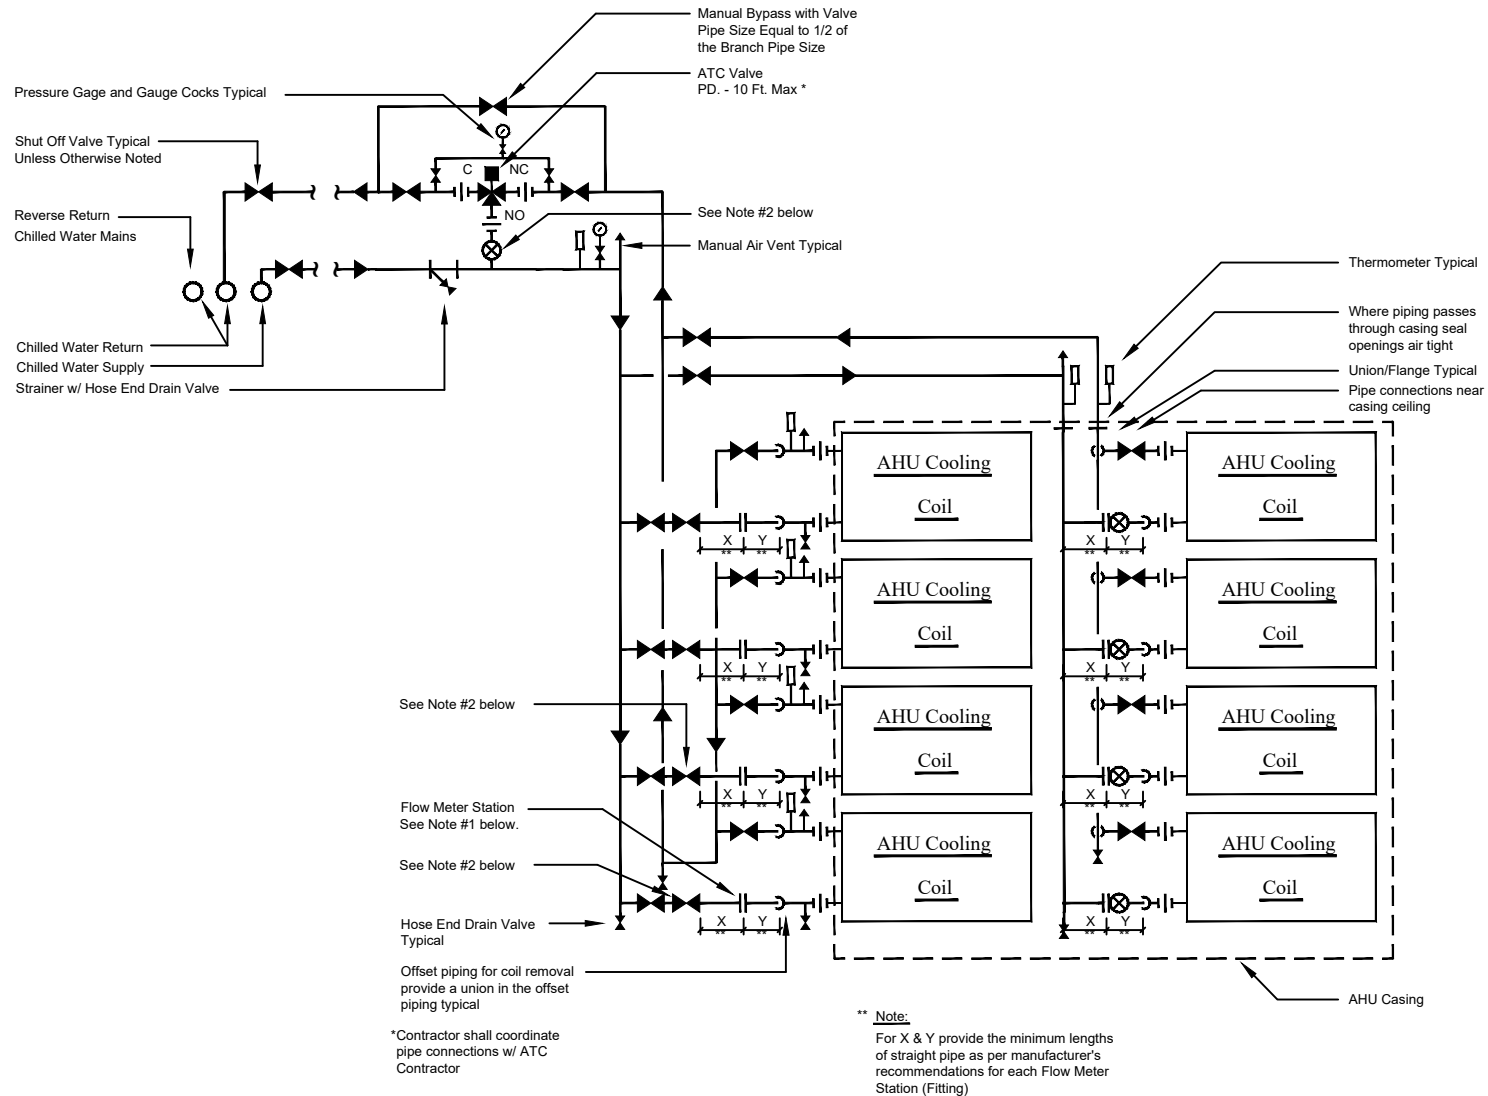 Manual Bypass with Valve
Pipe Size Equal to 1/2 of
the Branch Pipe Size
ATC Valve
PD. - 10 Ft. Max *
Pressure Gage and Gauge Cocks Typical
Shut Off Valve Typical
Unless Otherwise Noted
C
NC
NO
Reverse Return
Chilled Water Mains
See Note #2 below
Manual Air Vent Typical
Thermometer Typical
Where piping passes
through casing seal
openings air tight
Union/Flange Typical
Pipe connections near
casing ceiling
Chilled Water Return
Chilled Water Supply
Strainer w/ Hose End Drain Valve
AHU Cooling
Coil
AHU Cooling
Coil
X
**
Y
**
X
**
Y
**
AHU Cooling
Coil
AHU Cooling
Coil
X
**
Y
**
X
**
Y
**
See Note #2 below
AHU Cooling
Coil
AHU Cooling
Coil
X
**
Y
**
X
**
Y
**
Flow Meter Station
See Note #1 below.
AHU Cooling
Coil
AHU Cooling
Coil
See Note #2 below
X
**
Y
**
X
**
Y
**
Hose End Drain Valve
Typical
Offset piping for coil removal
provide a union in the offset
piping typical
AHU Casing
*Contractor shall coordinate
pipe connections w/ ATC
Contractor
** Note:
For X & Y provide the minimum lengths
of straight pipe as per manufacturer's
recommendations for each Flow Meter
Station (Fitting)